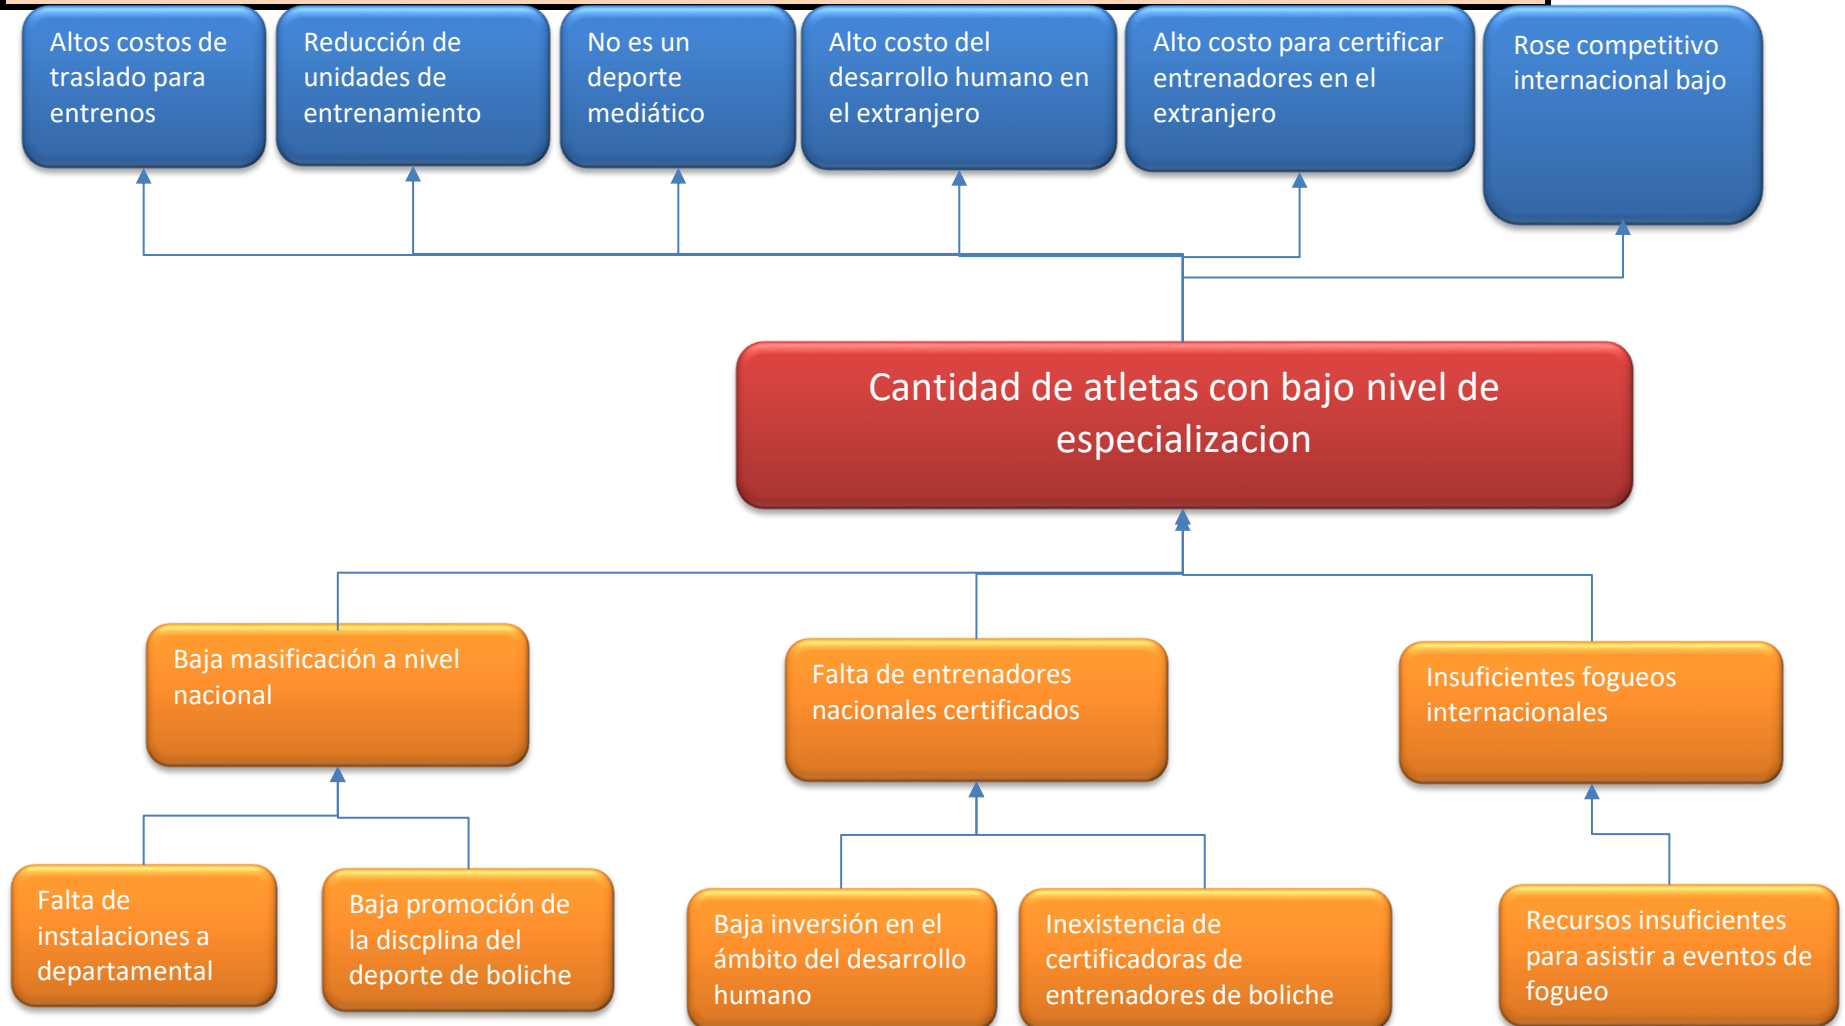 Altos costos de
traslado para
entrenos
Reducción de
unidades de
entrenamiento
No es un
deporte
mediático
Alto costo del
desarrollo humano en
el extranjero
Alto costo para certificar
entrenadores en el
extranjero
Rose competitivo
internacional bajo
Cantidad de atletas con bajo nivel de
especializacion
Baja masificación a nivel
nacional
Falta de entrenadores
nacionales certificados
Insuficientes fogueos
internacionales
Falta de
instalaciones a
departamental
Baja promoción de
la discplina del
deporte de boliche
Baja inversión en el
ámbito del desarrollo
humano
Inexistencia de
certificadoras de
entrenadores de boliche
Recursos insuficientes
para asistir a eventos de
fogueo